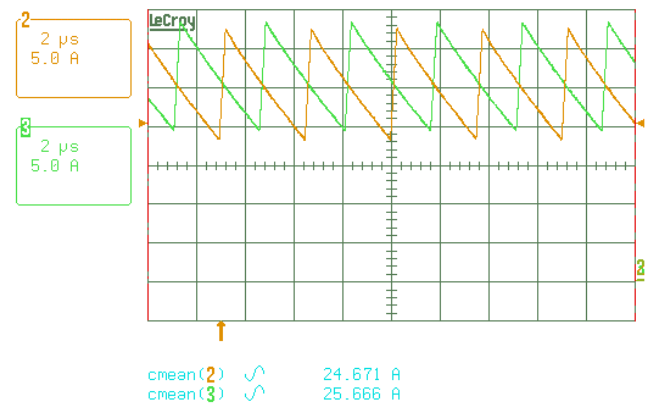 LeCroy
2
2 µs
5.0 A
3
2 µs
5.0 A
2
cmean(2) 24.671 A
cmean(3) 25.666 A